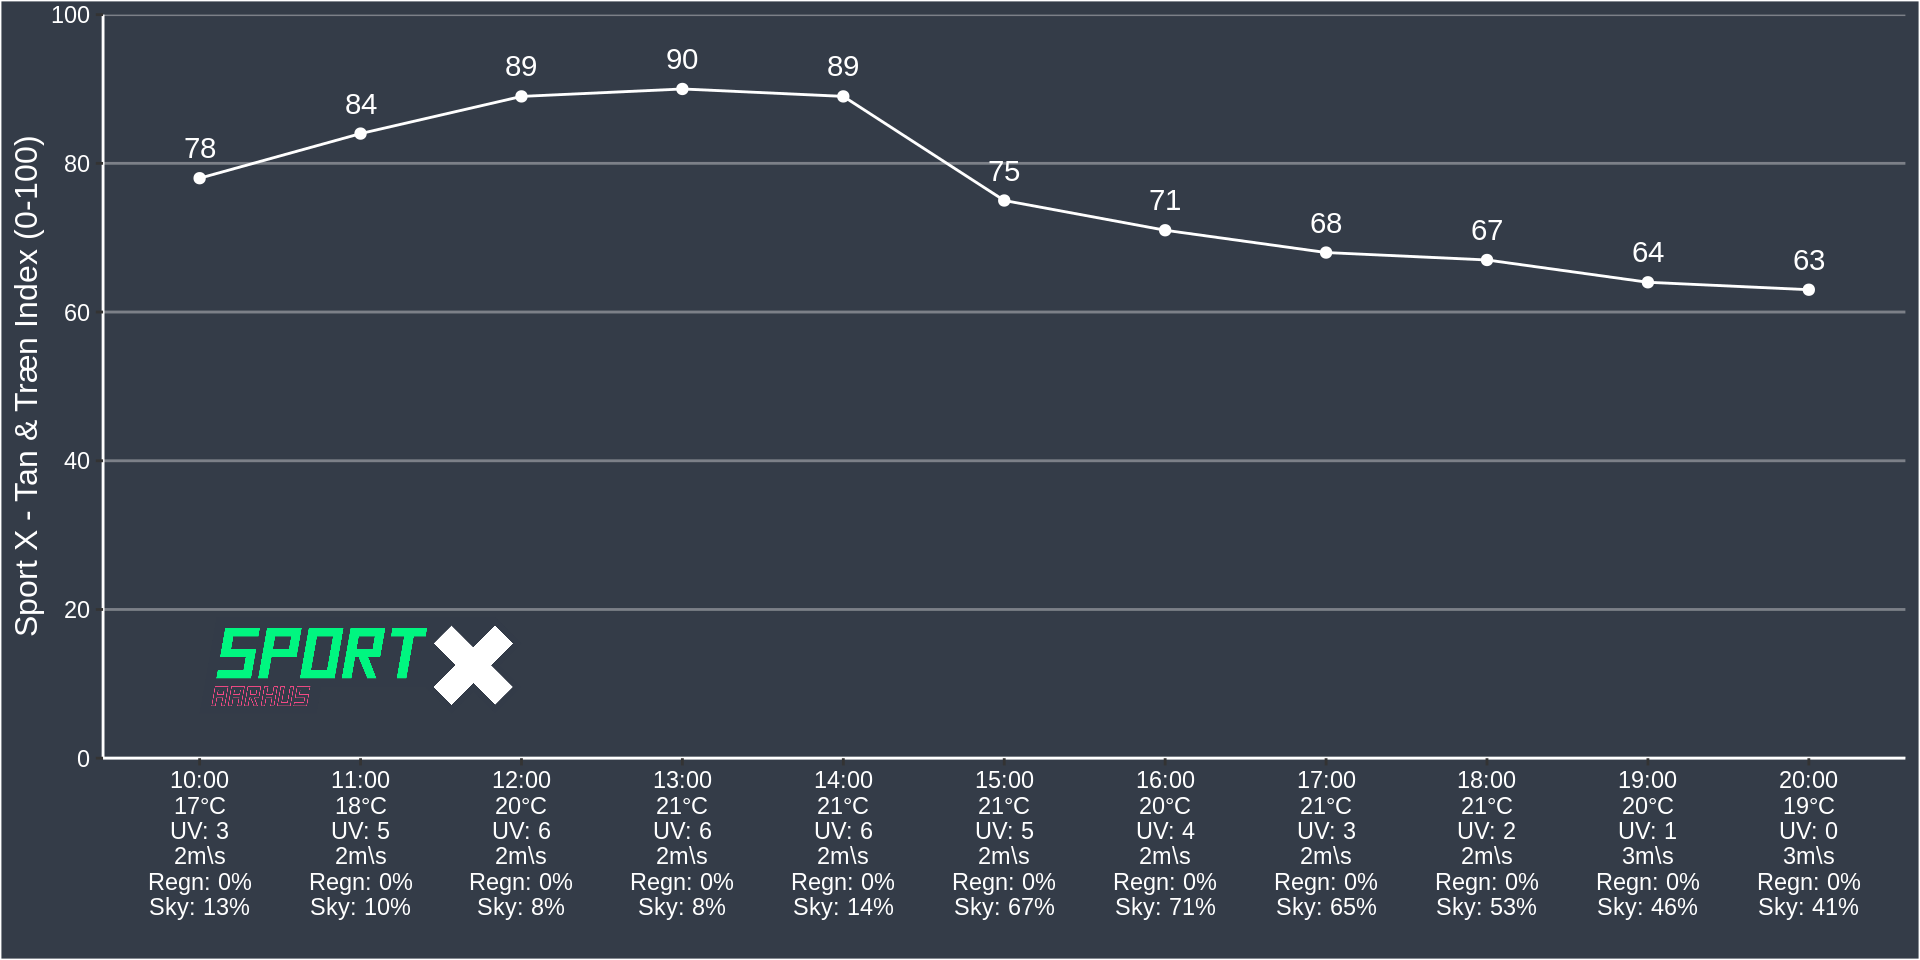 Sport X - Tan & Træn Index (0-100)
100
80
60
40
20
0
78
84
89
90
89
75
71
68
67
64
63
SPORT X
AARHUS
10:00 11:00 12:00 13:00 14:00 15:00 16:00 17:00 18:00 19:00 20:00
17°C 18°C 20°C 21°C 21°C 21°C 20°C 21°C 21°C 20°C 19°C
UV: 3 UV: 5 UV: 6 UV: 6 UV: 6 UV: 5 UV: 4 UV: 3 UV: 2 UV: 1 UV: 0
2m\s 2m\s 2m\s 2m\s 2m\s 2m\s 2m\s 2m\s 2m\s 3m\s 3m\s
Regn: 0% Regn: 0% Regn: 0% Regn: 0% Regn: 0% Regn: 0% Regn: 0% Regn: 0% Regn: 0% Regn: 0% Regn: 0%
Sky: 13% Sky: 10% Sky: 8% Sky: 8% Sky: 14% Sky: 67% Sky: 71% Sky: 65% Sky: 53% Sky: 46% Sky: 41%